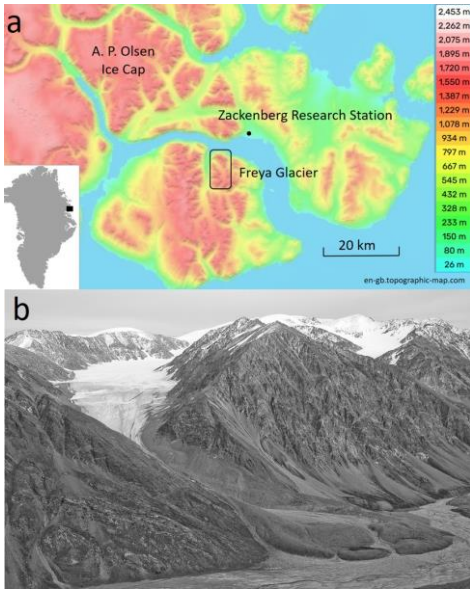 a
A. P. Olsen
Ice Cap
Zackenberg Research Station
Freya Glacier
20 km
en-gb.topographic-map.com
2,453 m
2,262 m
2,075 m
1,895 m
1,720 m
1,550 m
1,387 m
1,229 m
1,078 m
934 m
797 m
667 m
545 m
432 m
328 m
233 m
150 m
80 m
26 m
b